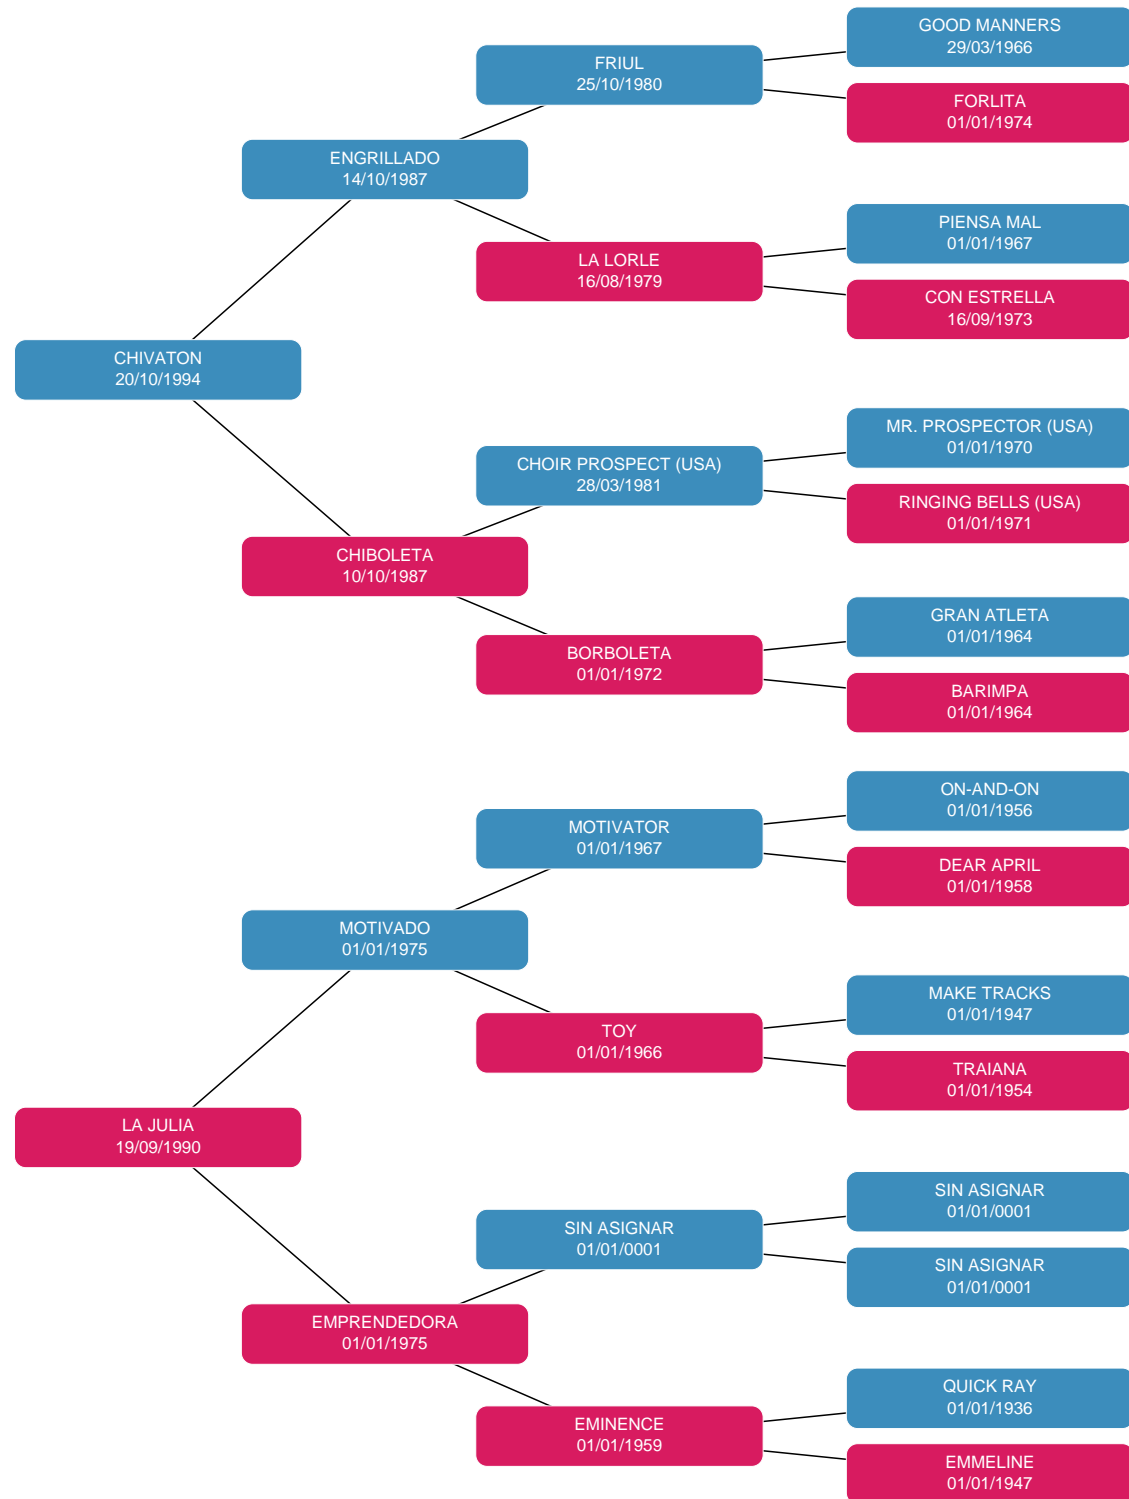 GOOD MANNERS
29/03/1966
FRIUL
25/10/1980
FORLITA
01/01/1974
ENGRILLADO
14/10/1987
PIENSA MAL
01/01/1967
LA LORLE
16/08/1979
CON ESTRELLA
16/09/1973
CHIVATON
20/10/1994
MR. PROSPECTOR (USA)
01/01/1970
CHOIR PROSPECT (USA)
28/03/1981
RINGING BELLS (USA)
01/01/1971
CHIBOLETA
10/10/1987
GRAN ATLETA
01/01/1964
BORBOLETA
01/01/1972
BARIMPA
01/01/1964
ON-AND-ON
01/01/1956
MOTIVATOR
01/01/1967
DEAR APRIL
01/01/1958
MOTIVADO
01/01/1975
MAKE TRACKS
01/01/1947
TOY
01/01/1966
TRAIANA
01/01/1954
LA JULIA
19/09/1990
SIN ASIGNAR
01/01/0001
SIN ASIGNAR
01/01/0001
SIN ASIGNAR
01/01/0001
EMPRENDEDORA
01/01/1975
QUICK RAY
01/01/1936
EMINENCE
01/01/1959
EMMELINE
01/01/1947